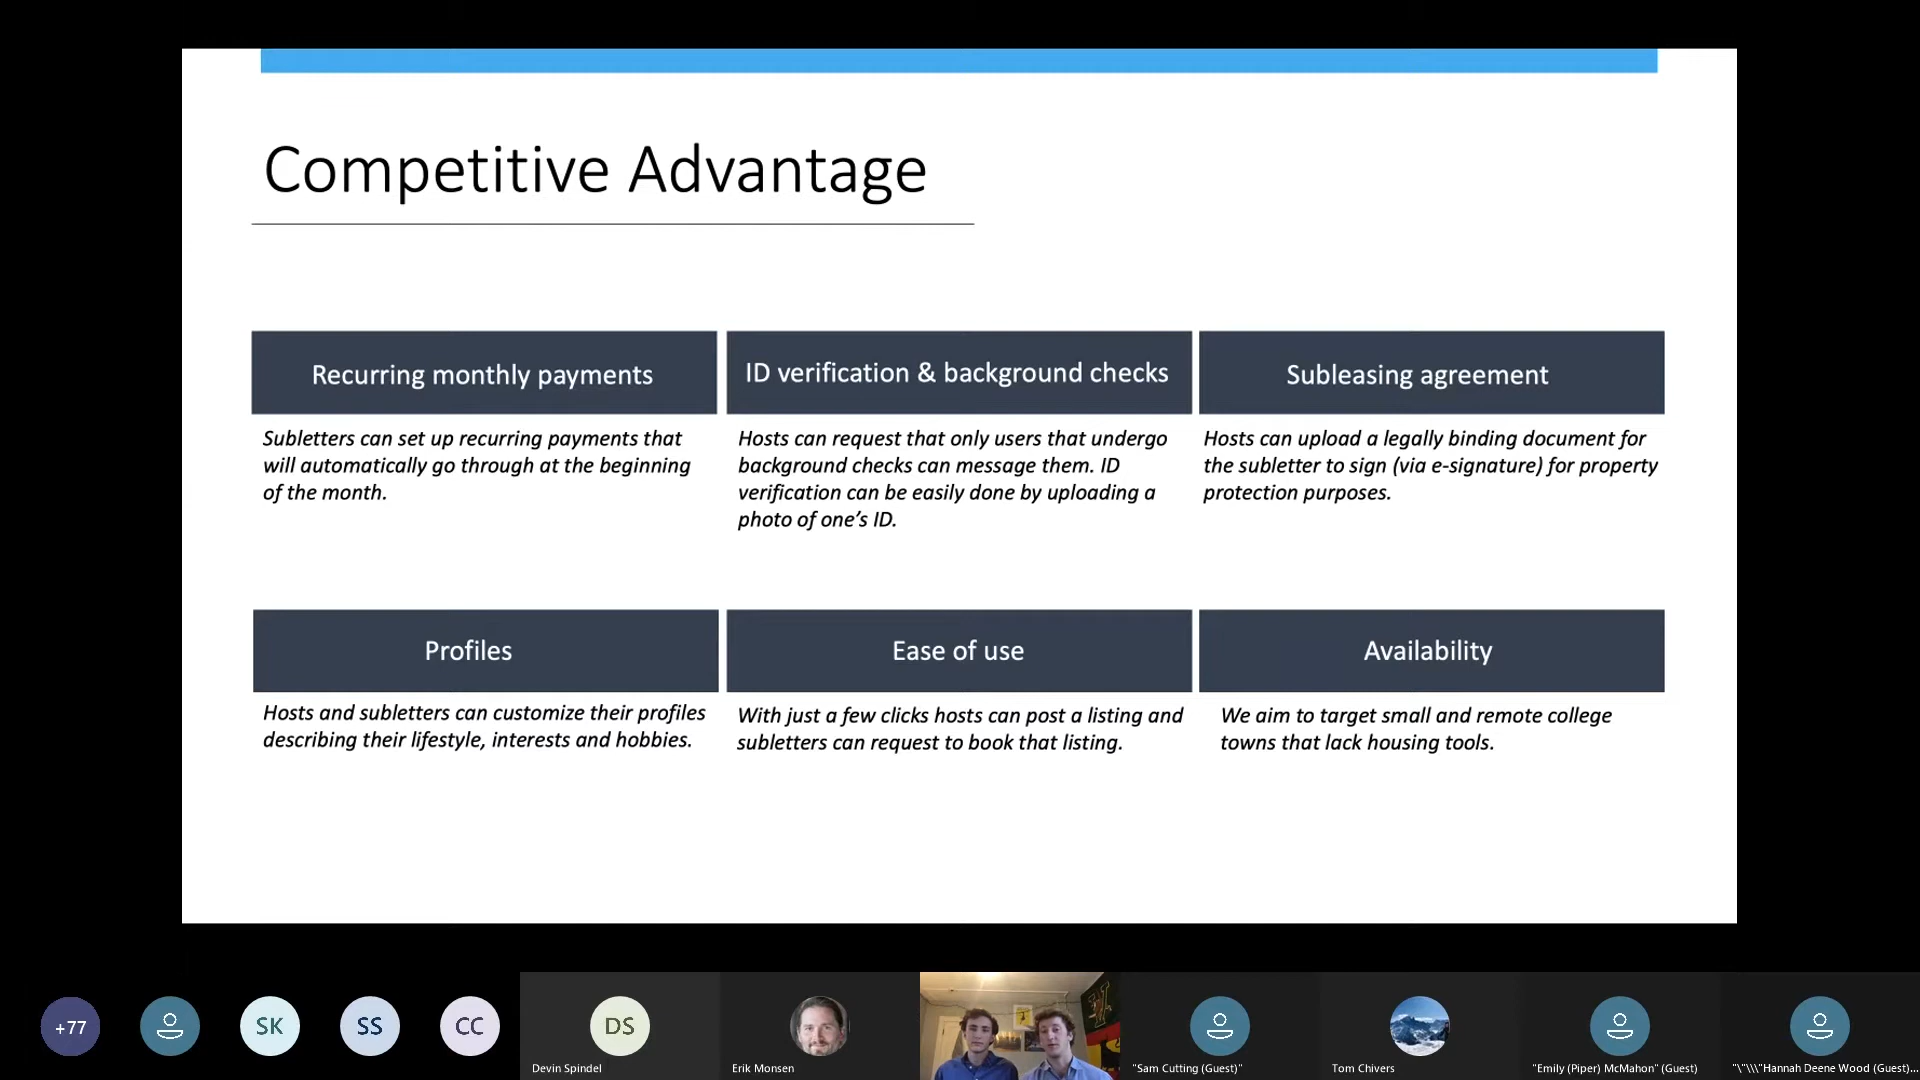 Competitive Advantage
Recurring monthly payments
Subletters can set up recurring payments that
will automatically go through at the beginning
of the month.
ID verification & background checks
Hosts can request that only users that undergo
background checks can message them. ID
verification can be easily done by uploading a
photo of one’s ID.
Subleasing agreement
Hosts can upload a legally binding document for
the subletter to sign (via e-signature) for property
protection purposes.
Profiles
Hosts and subletters can customize their profiles
describing their lifestyle, interests and hobbies.
Ease of use
With just a few clicks hosts can post a listing and
subletters can request to book that listing.
Availability
We aim to target small and remote college
towns that lack housing tools.
+77
SK
SS
CC
DS
Devin Spindel
Erik Monsen
"Sam Cutting (Guest)"
Tom Chivers
"Emily (Piper) McMahon" (Guest)
"\"\\\"Hannah Deene Wood (Guest)...